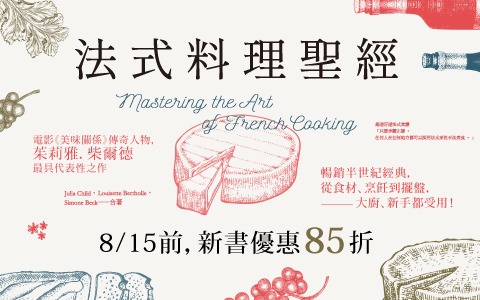 法式料理聖經
Mastering the Art
of French Cooking
電影《美味關係》傳奇人物,
茱莉雅. 柴爾德
最具代表性之作
Julia Child、Louisette Bertholle、
Simone Beck——合著
暢銷半世紀經典,
從食材、烹飪到擺盤,
——大廚、新手都受用!
8/15前, 新書優惠85折